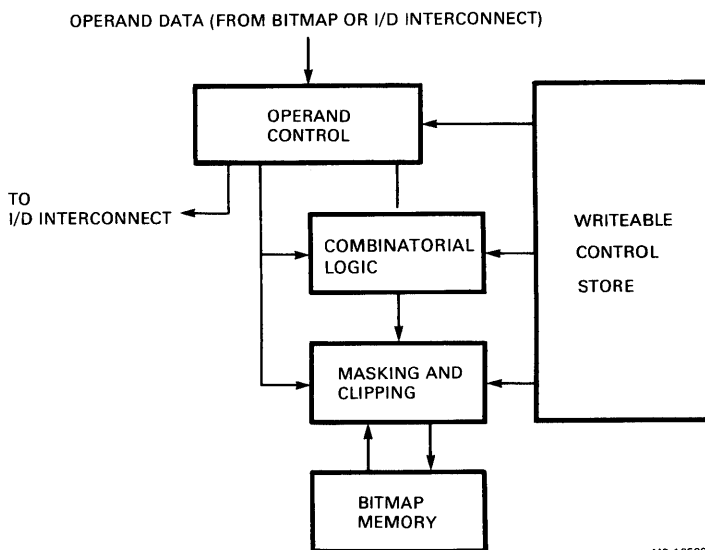 OPERAND DATA (FROM BITMAP OR I/D INTERCONNECT)
OPERAND
CONTROL
TO
I/D INTERCONNECT
COMBINATORIAL
LOGIC
WRITEABLE
CONTROL
STORE
MASKING AND
CLIPPING
BITMAP
MEMORY